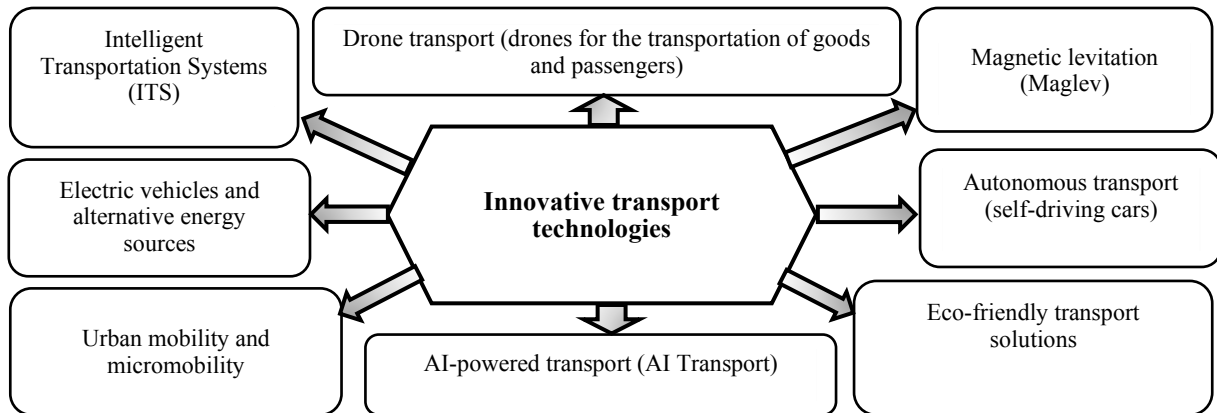 Intelligent
Transportation Systems
(ITS)
Drone transport (drones for the transportation of goods
and passengers)
Magnetic levitation
(Maglev)
Electric vehicles and
alternative energy
sources
Innovative transport
technologies
Autonomous transport
(self-driving cars)
Urban mobility and
micromobility
AI-powered transport (AI Transport)
Eco-friendly transport
solutions